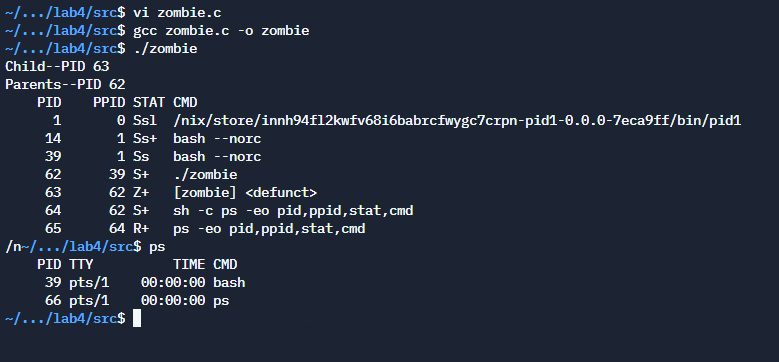 ~/.../lab4/src$ vi zombie.c
~/.../lab4/src$ gcc zombie.c -o zombie
~/.../lab4/src$ ./zombie
Child--PID 63
Parents--PID 62
PID PPID STAT CMD
1 0 Ssl /nix/store/innh94fl2kwfv68i6babrcfwygc7crpn-pid1-0.0.0-7eca9ff/bin/pid1
14 1 Ss+ bash --norc
39 1 Ss bash --norc
62 39 S+ ./zombie
63 62 Z+ [zombie] <defunct>
64 62 S+ sh -c ps -eo pid,ppid,stat,cmd
65 64 R+ ps -eo pid,ppid,stat,cmd
/n~/.../lab4/src$ ps
PID TTY TIME CMD
39 pts/1 00:00:00 bash
66 pts/1 00:00:00 ps
~/.../lab4/src$